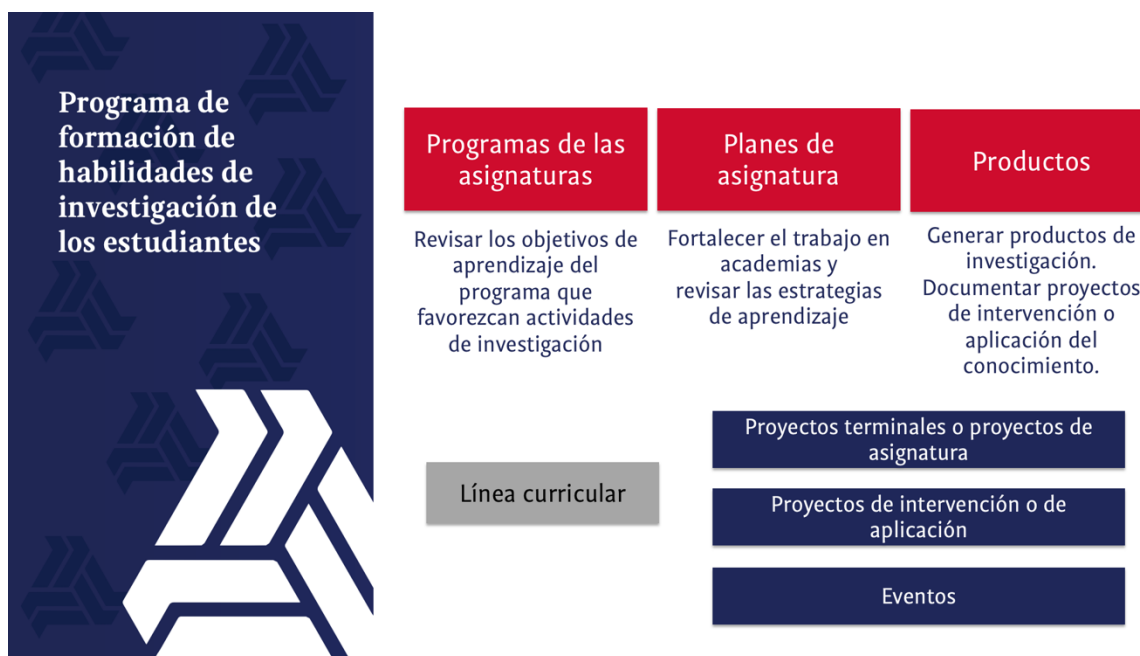 Programa de
formación de
habilidades de
investigación de
los estudiantes
Programas de las
asignaturas
Planes de
asignatura
Productos
Revisar los objetivos de
aprendizaje del
programa que
favorezcan actividades
de investigación
Fortalecer el trabajo en
academias y
revisar las estrategias
de aprendizaje
Generar productos de
investigación.
Documentar proyectos
de intervención o
aplicación del
conocimiento.
Línea curricular
Proyectos terminales o proyectos de
asignatura
Proyectos de intervención o de
aplicación
Eventos